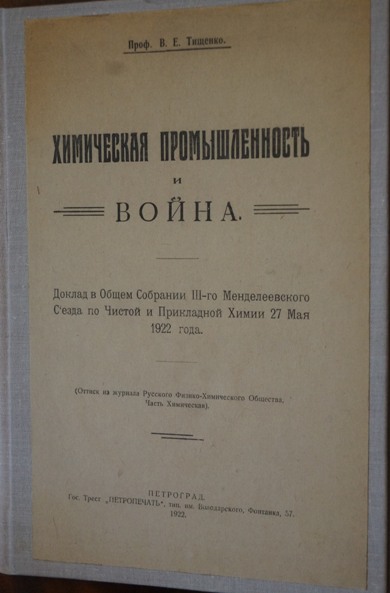 Проф. В. Е. Тищенко.
ХИМИЧЕСКАЯ ПРОМЫШЛЕННОСТЬ
И
ВОЙНА.
Доклад в Общем Собрании III-го Менделеевского
С'езда по Чистой и Прикладной Химии 27 Мая
1922 года.
(Оттиск из журнала Русского Физико-Химического Общества,
Часть Химическая).
ПЕТРОГРАД.
Гос. Трест „ПЕТРОПЕЧАТЬ", тип. им. Володарского, Фонтанка, 57.
1922.